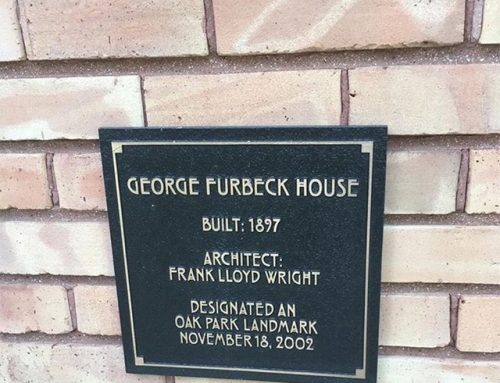 GEORGE FURBECK HOUSE
BUILT: 1897
ARCHITECT:
FRANK LLOYD WRIGHT
DESIGNATED AN
OAK PARK LANDMARK
NOVEMBER 18, 2002